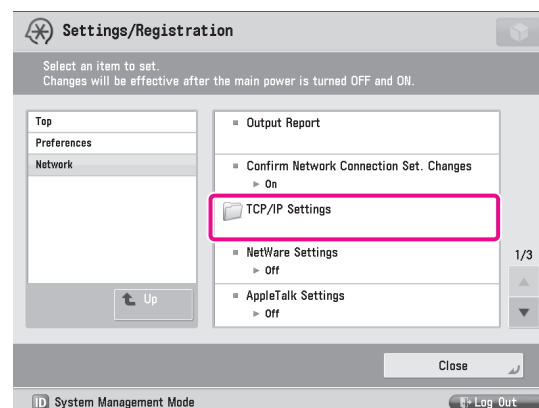 Settings/Registration
Select an item to set.
Changes will be effective after the main power is turned OFF and ON.
Top
Preferences
Network
Up
Output Report
Confirm Network Connection Set. Changes
► On
TCP/IP Settings
NetWare Settings
► Off
AppleTalk Settings
► Off
1/3
Close
ID System Management Mode
Log Out